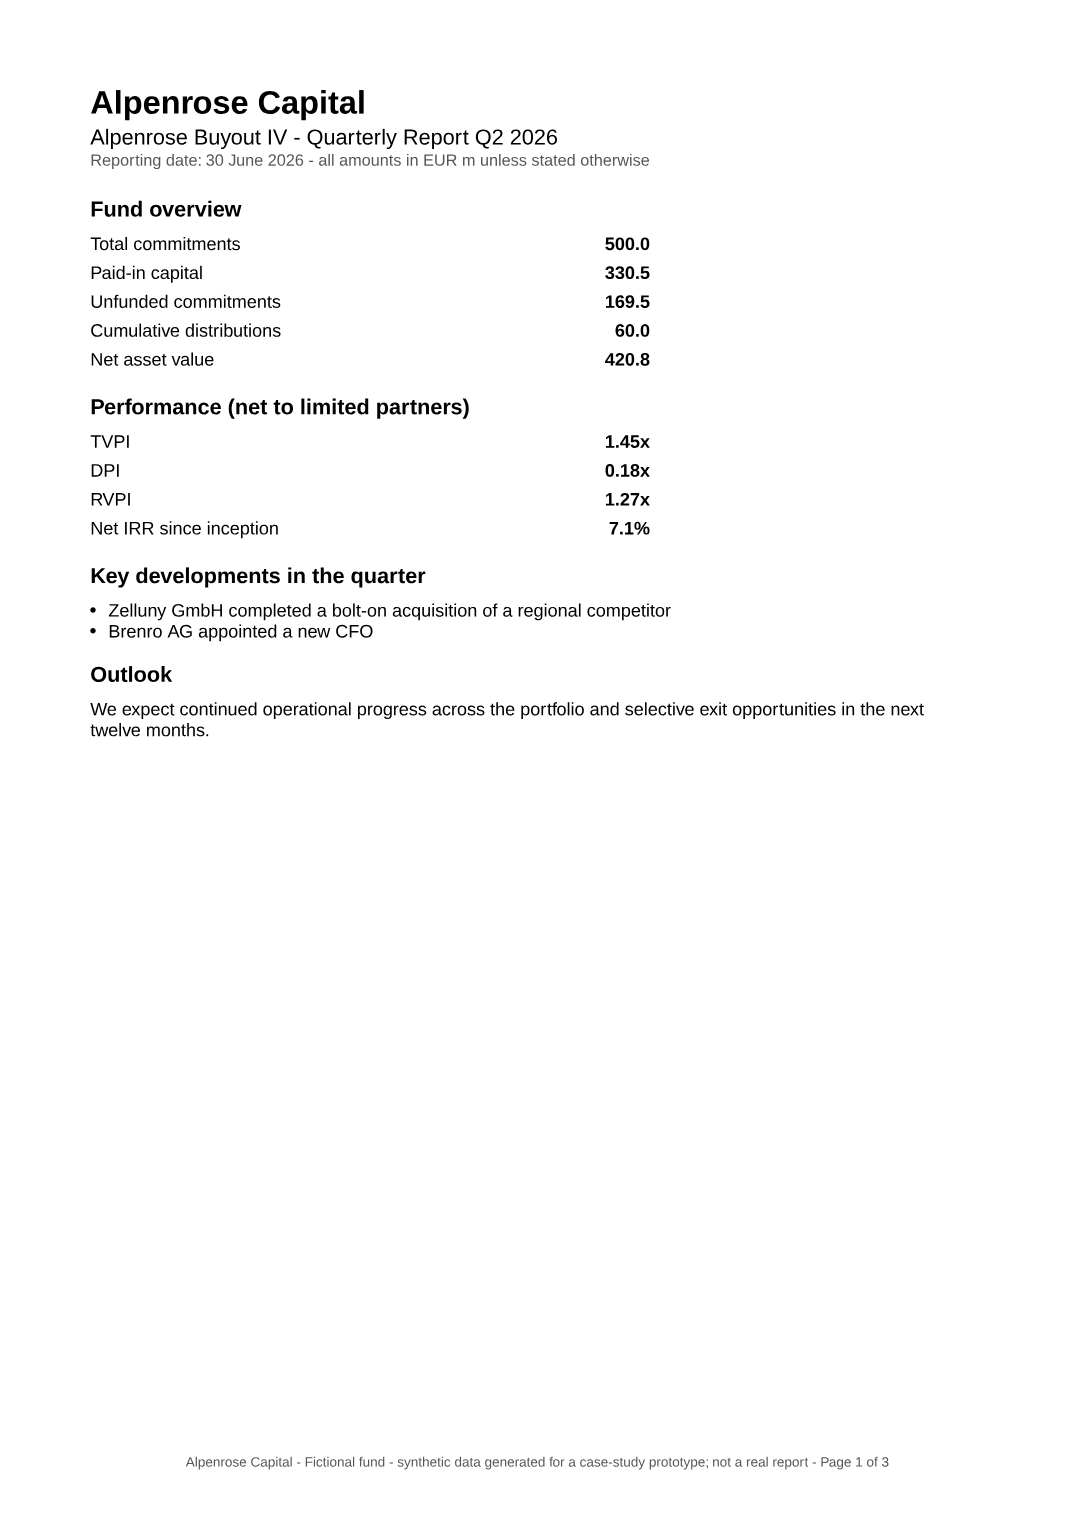 Alpenrose Capital
Alpenrose Buyout IV - Quarterly Report Q2 2026
Reporting date: 30 June 2026 - all amounts in EUR m unless stated otherwise
Fund overview
Total commitments 500.0
Paid-in capital 330.5
Unfunded commitments 169.5
Cumulative distributions 60.0
Net asset value 420.8
Performance (net to limited partners)
TVPI 1.45x
DPI 0.18x
RVPI 1.27x
Net IRR since inception 7.1%
Key developments in the quarter
• Zelluny GmbH completed a bolt-on acquisition of a regional competitor
• Brenro AG appointed a new CFO
Outlook
We expect continued operational progress across the portfolio and selective exit opportunities in the next
twelve months.
Alpenrose Capital - Fictional fund - synthetic data generated for a case-study prototype; not a real report - Page 1 of 3